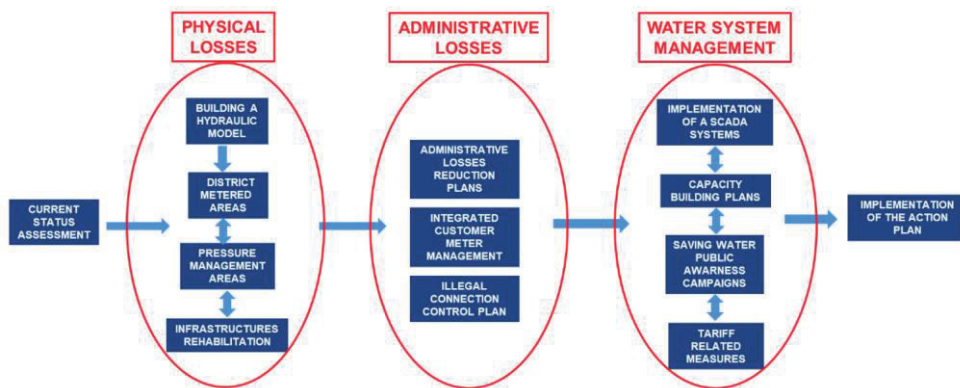 PHYSICAL
LOSSES
ADMINISTRATIVE
LOSSES
WATER SYSTEM
MANAGEMENT
CURRENT
STATUS
ASSESSMENT
BUILDING A
HYDRAULIC
MODEL
DISTRICT
METERED
AREAS
PRESSURE
MANAGEMENT
AREAS
INFRASTRUCTURES
REHABILITATION
ADMINISTRATIVE
LOSSES
REDUCTION
PLANS
INTEGRATED
CUSTOMER
METER
MANAGEMENT
ILLEGAL
CONNECTION
CONTROL PLAN
IMPLEMENTATION
OF A SCADA
SYSTEMS
CAPACITY
BUILDING PLANS
SAVING WATER
PUBLIC
AWARNESS
CAMPAIGNS
TARIFF
RELATED
MEASURES
IMPLEMENTATION
OF THE ACTION
PLAN